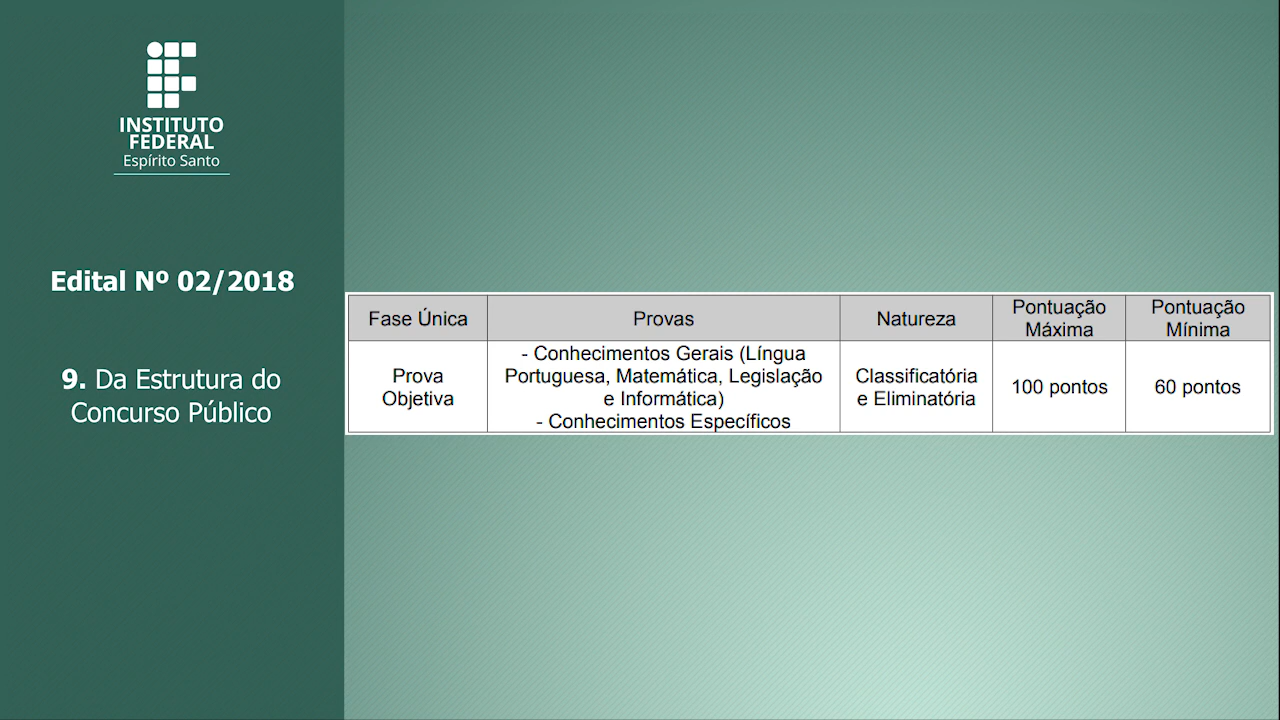 INSTITUTO
FEDERAL
Espírito Santo
Edital Nº 02/2018
9. Da Estrutura do
Concurso Público
Fase Única
Provas
Natureza
Pontuação
Máxima
Pontuação
Mínima
Prova
Objetiva
- Conhecimentos Gerais (Língua
Portuguesa, Matemática, Legislação
e Informática)
- Conhecimentos Específicos
Classificatória
e Eliminatória
100 pontos
60 pontos